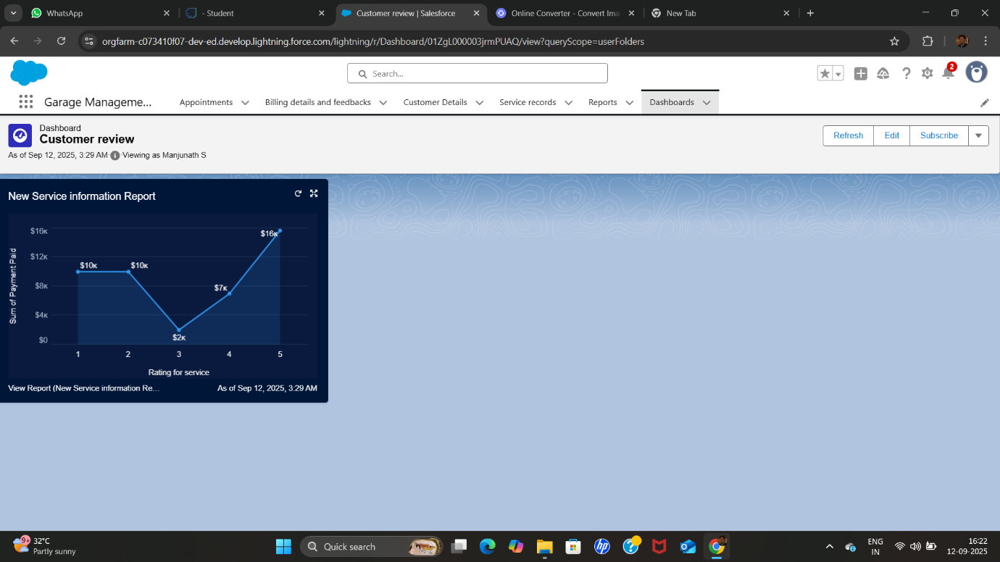 WhatsApp
- Student
Customer review | Salesforce
Online Converter - Convert Ima
New Tab
orgfarm-c073410f07-dev-ed.develop.lightning.force.com/lightning/r/Dashboard/01ZgL000003jrmPUAQ/view?queryScope=userFolders
Search...
2
Garage Manageme...
Appointments
Billing details and feedbacks
Customer Details
Service records
Reports
Dashboards
Dashboard
Customer review
As of Sep 12, 2025, 3:29 AM·Viewing as Manjunath S
Refresh
Edit
Subscribe
New Service information Report
Sum of Payment Paid
$16K
$12K
$8K
$4K
$0
$10K
$10K
$2K
$7K
$16K
1
2
3
4
5
Rating for service
View Report (New Service information Re...
As of Sep 12, 2025, 3:29 AM
9+
32°C
Partly sunny
Quick search
hp
ENG
IN
16:22
12-09-2025